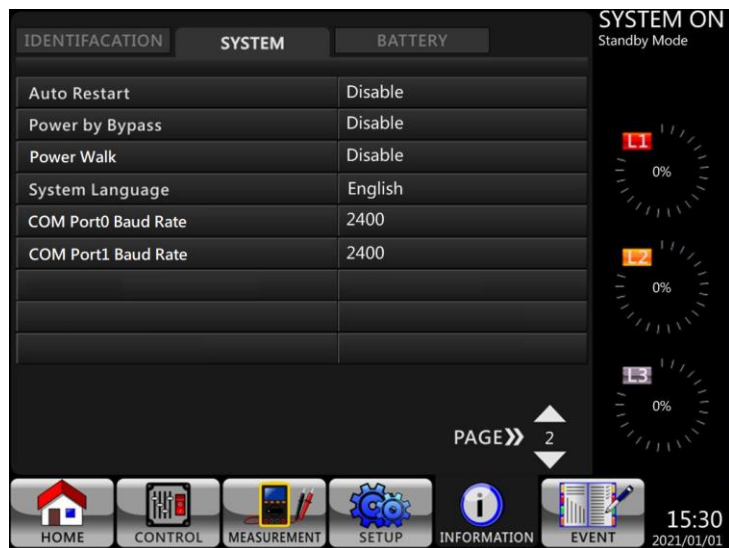 IDENTIFACATION SYSTEM BATTERY
SYSTEM ON
Standby Mode
Auto Restart Disable
Power by Bypass Disable
Power Walk Disable
System Language English
COM Port0 Baud Rate 2400
COM Port1 Baud Rate 2400
L1
0%
L2
0%
L3
0%
PAGE 2
HOME CONTROL MEASUREMENT SETUP INFORMATION EVENT
15:30
2021/01/01